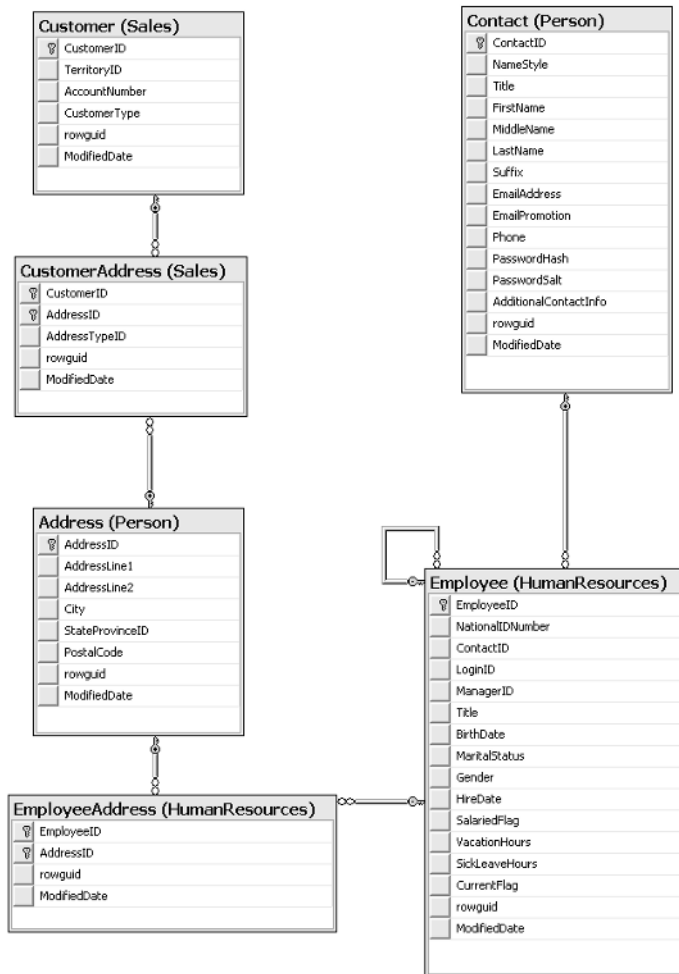 Customer (Sales)
CustomerID
TerritoryID
AccountNumber
CustomerType
rowguid
ModifiedDate
CustomerAddress (Sales)
CustomerID
AddressID
AddressTypeID
rowguid
ModifiedDate
Address (Person)
AddressID
AddressLine1
AddressLine2
City
StateProvinceID
PostalCode
rowguid
ModifiedDate
EmployeeAddress (HumanResources)
EmployeeID
AddressID
rowguid
ModifiedDate
Contact (Person)
ContactID
NameStyle
Title
FirstName
MiddleName
LastName
Suffix
EmailAddress
EmailPromotion
Phone
PasswordHash
PasswordSalt
AdditionalContactInfo
rowguid
ModifiedDate
Employee (HumanResources)
EmployeeID
NationalIDNumber
ContactID
LoginID
ManagerID
Title
BirthDate
MaritalStatus
Gender
HireDate
SalariedFlag
VacationHours
SickLeaveHours
CurrentFlag
rowguid
ModifiedDate